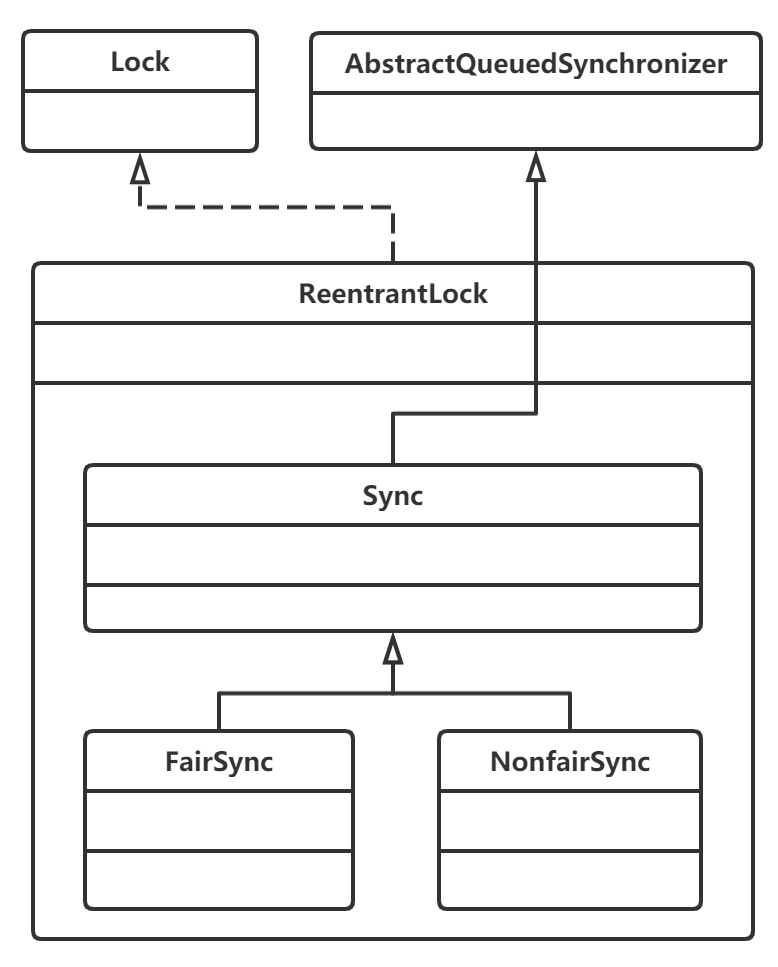 Lock
AbstractQueuedSynchronizer
ReentrantLock
Sync
FairSync
NonfairSync